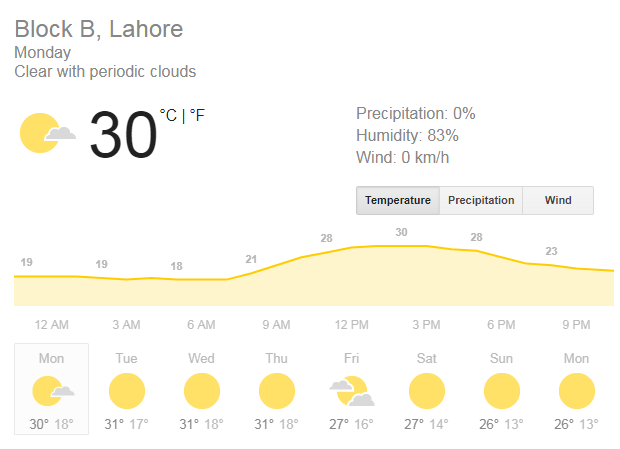 Block B, Lahore
Monday
Clear with periodic clouds
30 °C | °F
Precipitation: 0%
Humidity: 83%
Wind: 0 km/h
Temperature Precipitation Wind
19 19 18 21 28 30 28 23
12 AM 3 AM 6 AM 9 AM 12 PM 3 PM 6 PM 9 PM
Mon Tue Wed Thu Fri Sat Sun Mon
30° 18° 31° 17° 31° 18° 31° 18° 27° 16° 27° 14° 26° 13° 26° 13°